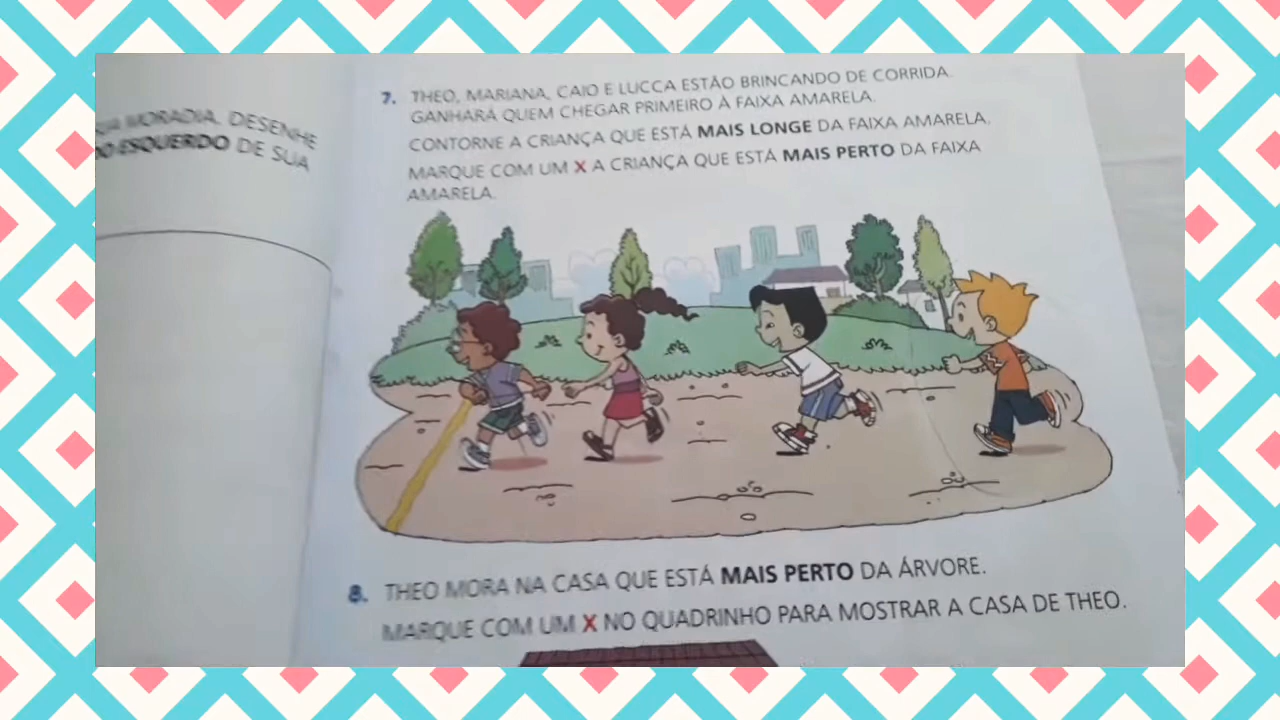 MORADIA, DESENHE
ESQUERDO DE SUA
7. THEO, MARIANA, CAIO E LUCCA ESTÃO BRINCANDO DE CORRIDA.
GANHARÁ QUEM CHEGAR PRIMEIRO À FAIXA AMARELA.
CONTORNE A CRIANÇA QUE ESTÁ MAIS LONGE DA FAIXA AMARELA,
MARQUE COM UM X A CRIANÇA QUE ESTÁ MAIS PERTO DA FAIXA
AMARELA.
8. THEO MORA NA CASA QUE ESTÁ MAIS PERTO DA ÁRVORE.
MARQUE COM UM X NO QUADRINHO PARA MOSTRAR A CASA DE THEO.